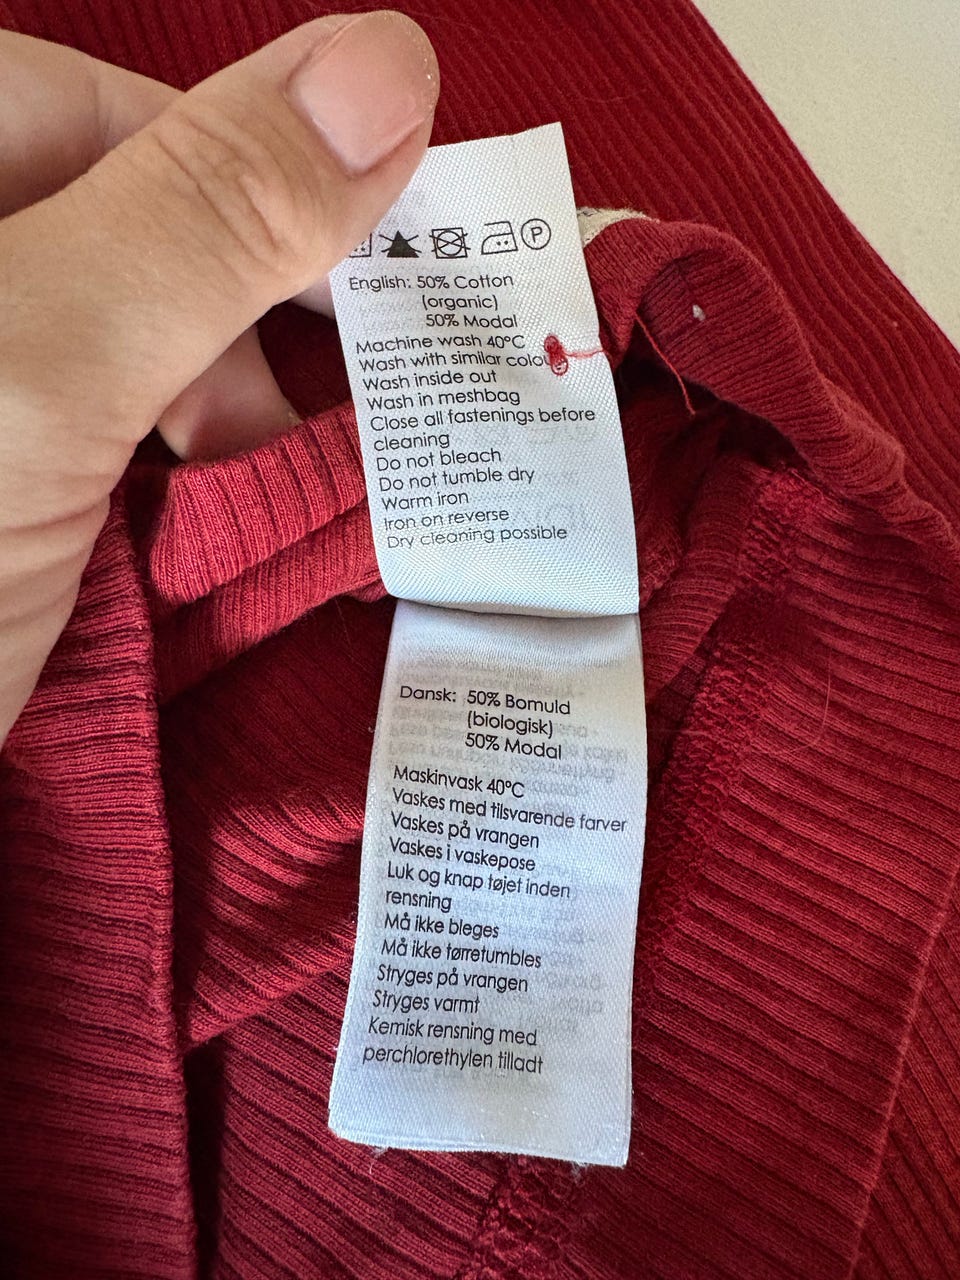 P
English: 50% Cotton
(organic)
50% Modal
Machine wash 40°C
Wash with similar colo
Wash inside out
Wash in meshbag
Close all fastenings before
cleaning
Do not bleach
Do not tumble dry
Warm iron
Iron on reverse
Dry cleaning possible
Dansk: 50% Bomuld
(biologisk)
50% Modal
Maskinvask 40°C
Vaskes med tilsvarende farver
Vaskes på vrangen
Vaskes i vaskepose
Luk og knap tøjet inden
rensning
Må ikke bleges
Må ikke tørretumbles
Stryges på vrangen
Stryges varmt
Kemisk rensning med
perchlorethylen tilladt